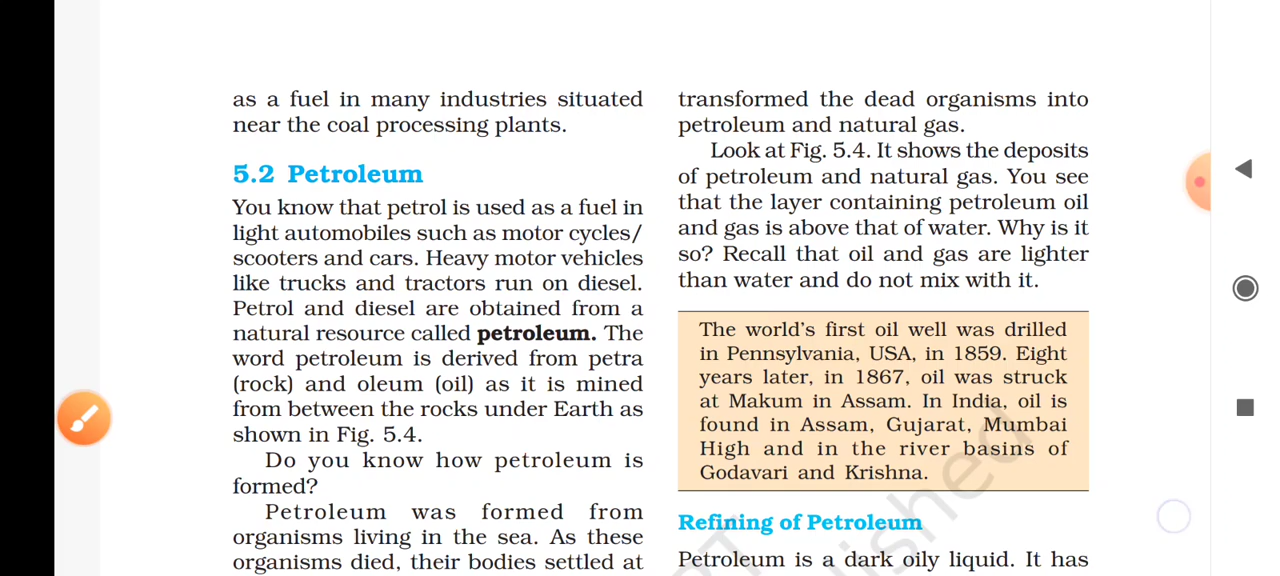 as a fuel in many industries situated
near the coal processing plants.
5.2 Petroleum
You know that petrol is used as a fuel in
light automobiles such as motor cycles/
scooters and cars. Heavy motor vehicles
like trucks and tractors run on diesel.
Petrol and diesel are obtained from a
natural resource called petroleum. The
word petroleum is derived from petra
(rock) and oleum (oil) as it is mined
from between the rocks under Earth as
shown in Fig. 5.4.
Do you know how petroleum is
formed?
Petroleum was formed from
organisms living in the sea. As these
organisms died, their bodies settled at
transformed the dead organisms into
petroleum and natural gas.
Look at Fig. 5.4. It shows the deposits
of petroleum and natural gas. You see
that the layer containing petroleum oil
and gas is above that of water. Why is it
so? Recall that oil and gas are lighter
than water and do not mix with it.
The world's first oil well was drilled
in Pennsylvania, USA, in 1859. Eight
years later, in 1867, oil was struck
at Makum in Assam. In India, oil is
found in Assam, Gujarat, Mumbai
High and in the river basins of
Godavari and Krishna.
Refining of Petroleum
Petroleum is a dark oily liquid. It has